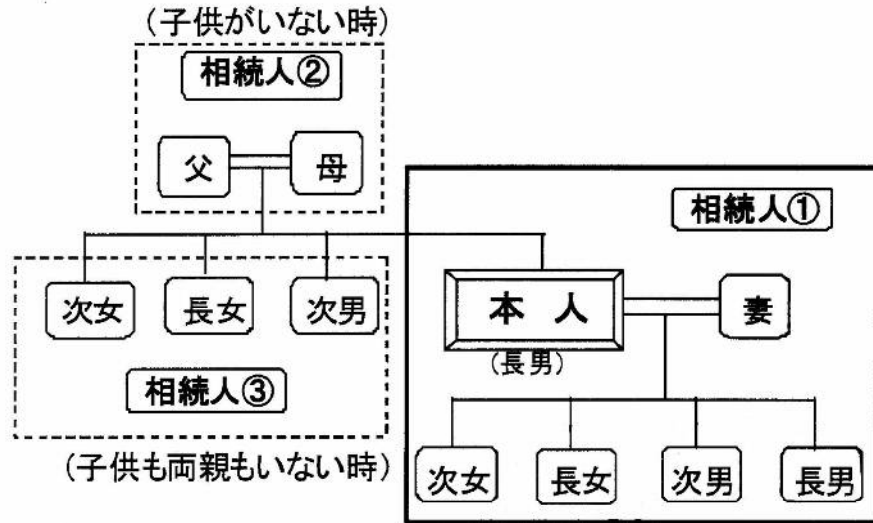 (子供がいない時)
相続人②
父
母
相続人①
次女
長女
次男
本 人
妻
(長男)
相続人③
(子供も両親もいない時)
次女
長女
次男
長男